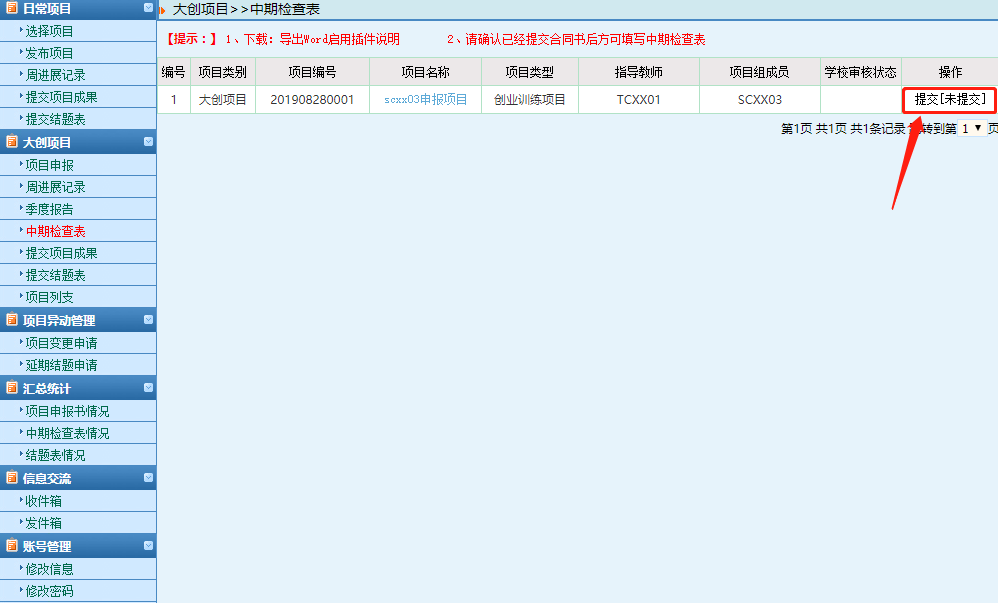 日常项目
选择项目
发布项目
周进展记录
提交项目成果
提交结题表
大创项目
项目申报
周进展记录
季度报告
中期检查表
提交项目成果
提交结题表
项目列支
项目异动管理
项目变更申请
延期结题申请
汇总统计
项目申报书情况
中期检查表情况
结题表情况
信息交流
收件箱
发件箱
账号管理
修改信息
修改密码
大创项目>>中期检查表
【提示：】1、下载：导出Word启用插件说明 2、请确认已经提交合同书后方可填写中期检查表
编号 项目类别 项目编号 项目名称 项目类型 指导教师 项目组成员 学校审核状态 操作
1 大创项目 201908280001 scxx03申报项目 创业训练项目 TCXX01 SCXX03 提交[未提交]
第1页 共1页 共1条记录 转到第 1 页